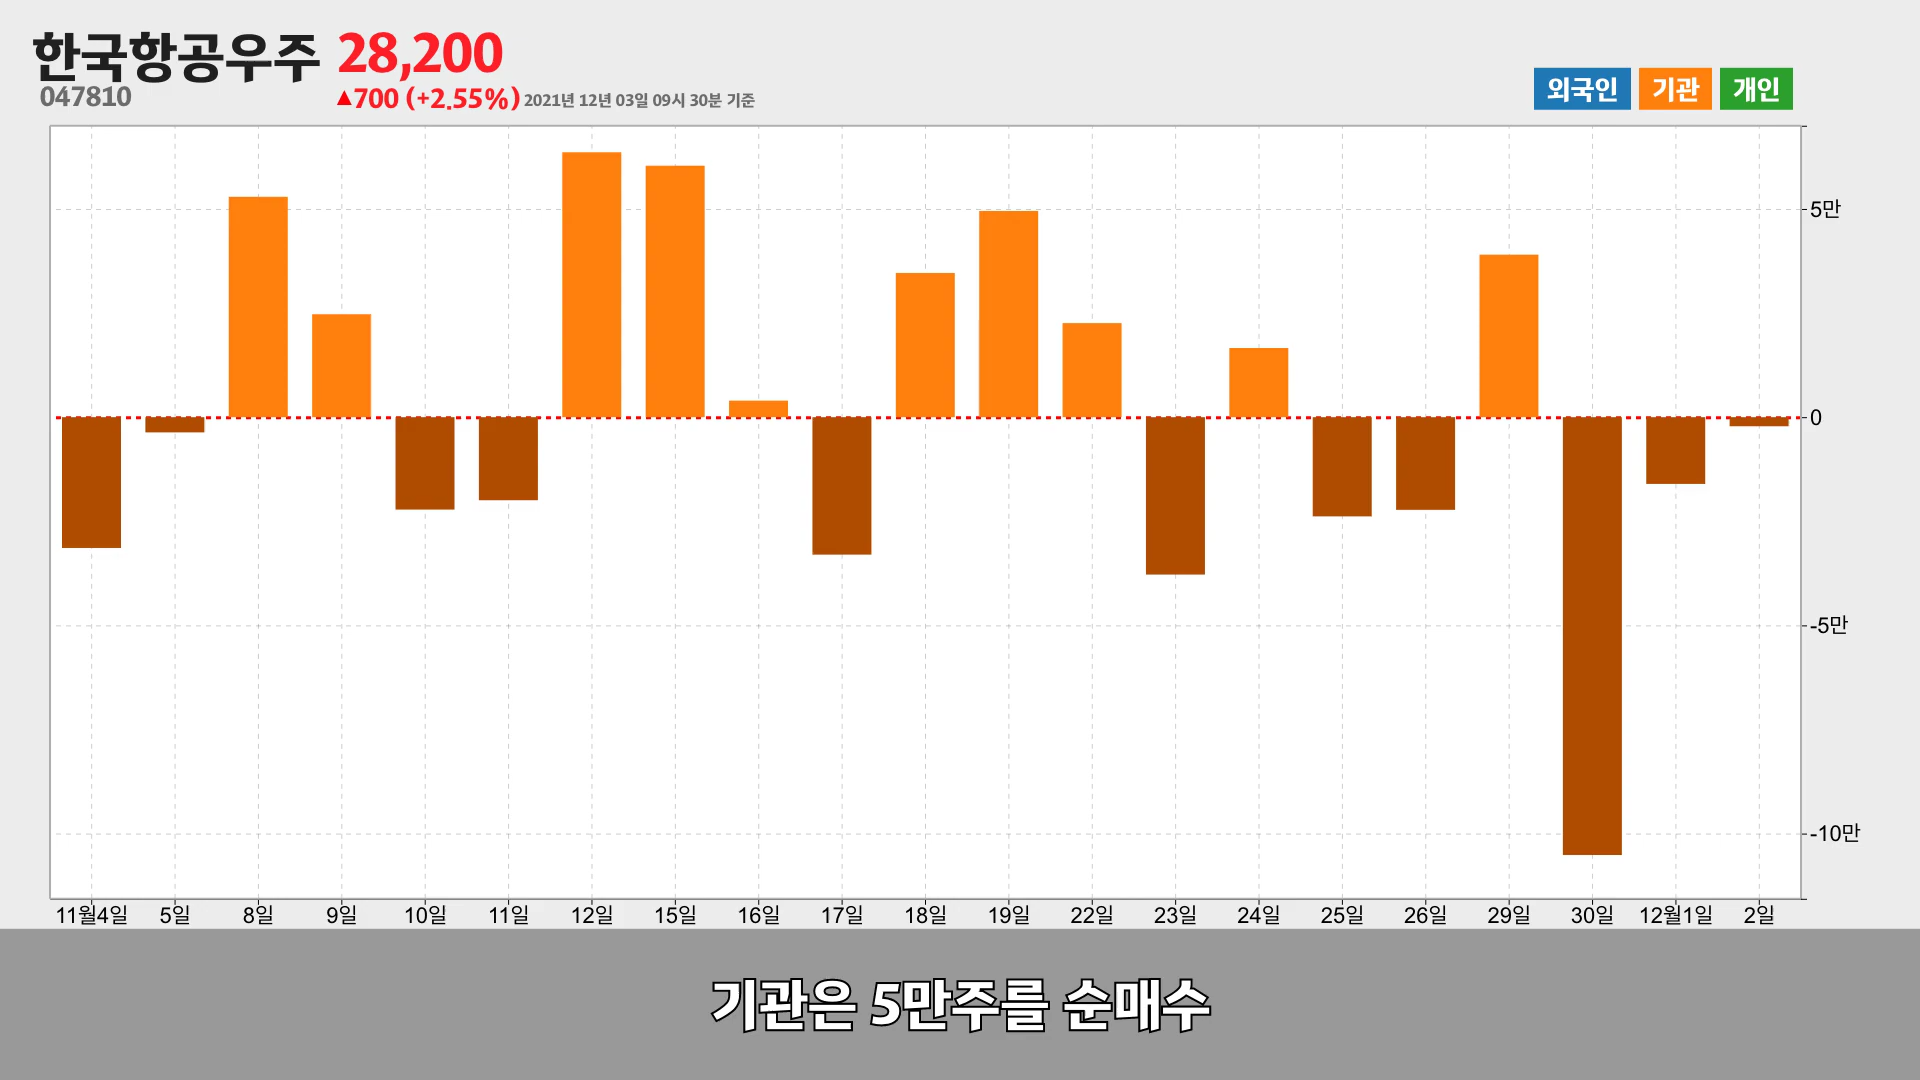 한국항공우주 28,200
047810 ▲700 (+2.55%) 2021년 12년 03일 09시 30분 기준
외국인 기관 개인
5만
0
-5만
-10만
11월4일 5일 8일 9일 10일 11일 12일 15일 16일 17일 18일 19일 22일 23일 24일 25일 26일 29일 30일 12월1일 2일
기관은 5만주를 순매수